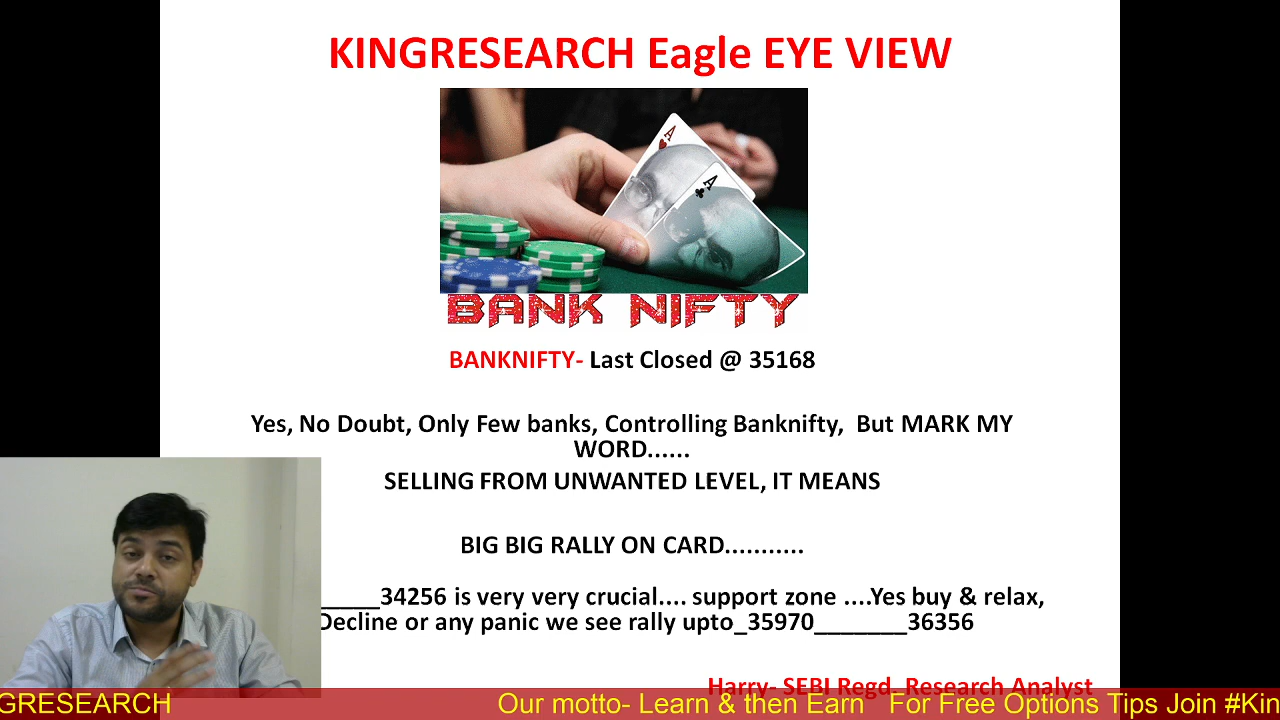 KINGRESEARCH Eagle EYE VIEW
A
A
BANK NIFTY
BANKNIFTY- Last Closed @ 35168
Yes, No Doubt, Only Few banks, Controlling Banknifty, But MARK MY
WORD......
SELLING FROM UNWANTED LEVEL, IT MEANS
BIG BIG RALLY ON CARD...........
____34256 is very very crucial.... support zone ....Yes buy & relax,
Decline or any panic we see rally upto_35970_______36356
Harry- SEBI Regd. Research Analyst
GRESEARCH Our motto- Learn & then Earn For Free Options Tips Join #Kin